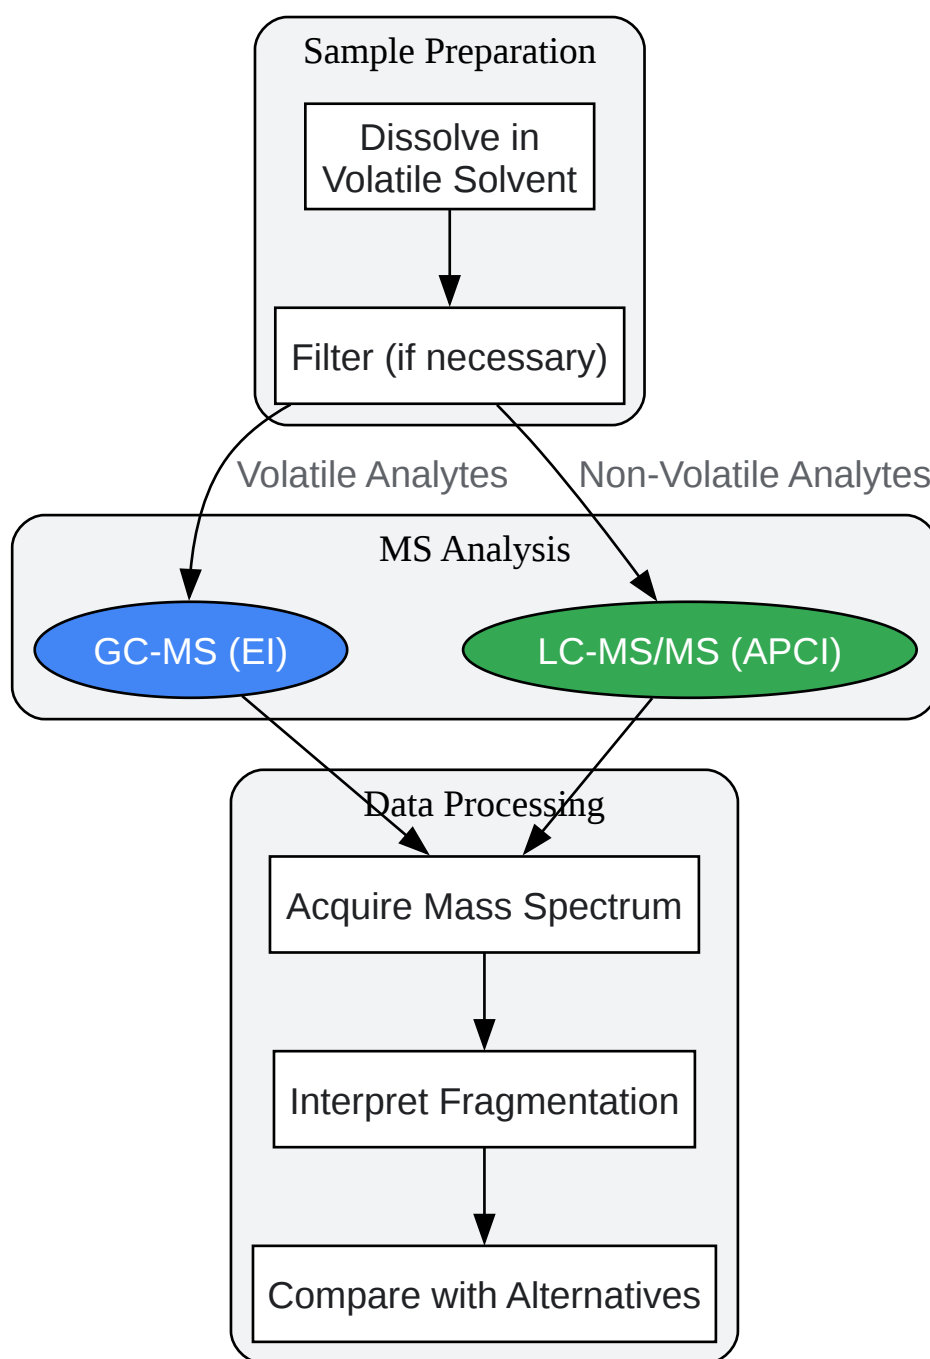 Sample Preparation
Dissolve in
Volatile Solvent
Filter (if necessary)
Volatile Analytes
Non-Volatile Analytes
MS Analysis
GC-MS (EI)
LC-MS/MS (APCI)
Data Processing
Acquire Mass Spectrum
Interpret Fragmentation
Compare with Alternatives